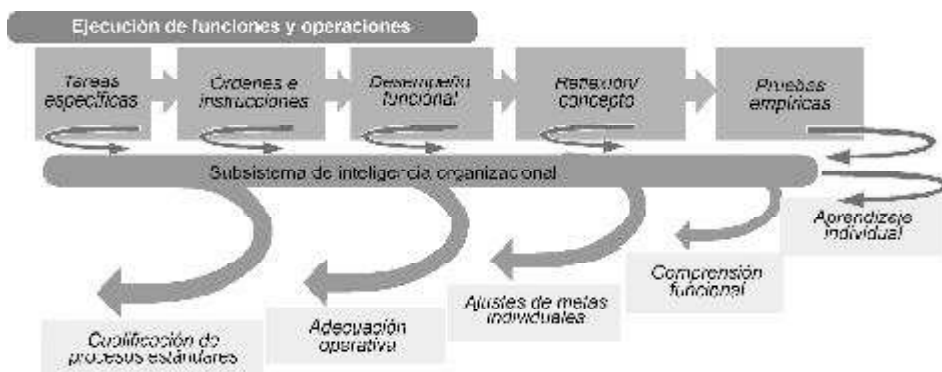 Ejecución de funciones y operaciones
Tareas
específicas
Órdenes e
instrucciones
Desempeño
funcional
Reflexión/
concepto
Pruebas
empíricas
Subsistema de inteligencia organizacional
Aprendizaje
individual
Comprensión
funcional
Ajustes de metas
individuales
Adecuación
operativa
Cualificación de
procesos estándares